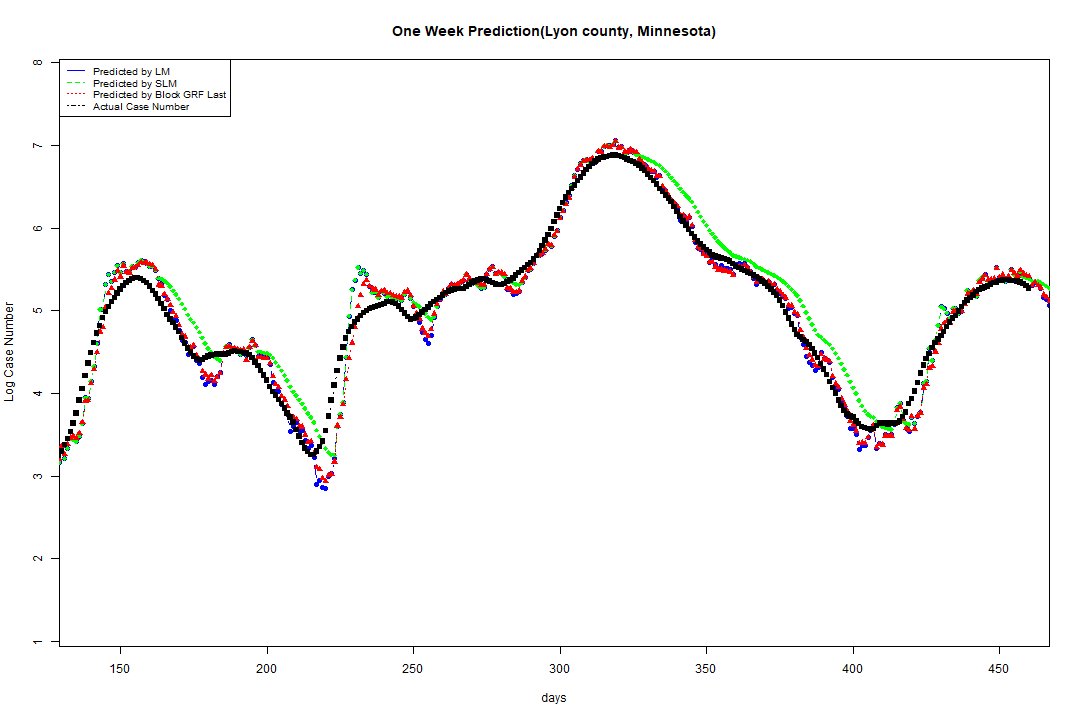 One Week Prediction(Lyon county, Minnesota)
8
Predicted by LM
Predicted by SLM
Predicted by Block GRF Last
Actual Case Number
7
6
5
4
3
2
1
Log Case Number
150 200 250 300 350 400 450
days